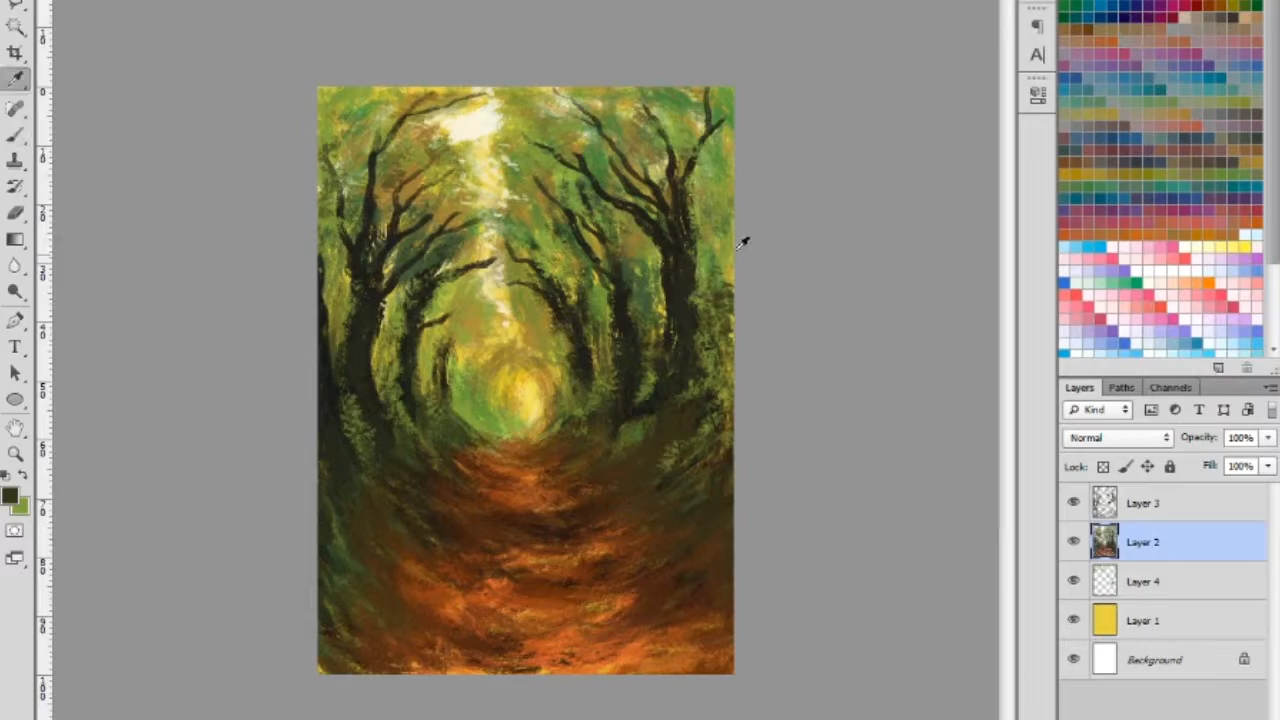 Layers
Paths
Channels
Kind
Normal
Opacity: 100%
Lock:
Fill: 100%
Layer 3
Layer 2
Layer 4
Layer 1
Background